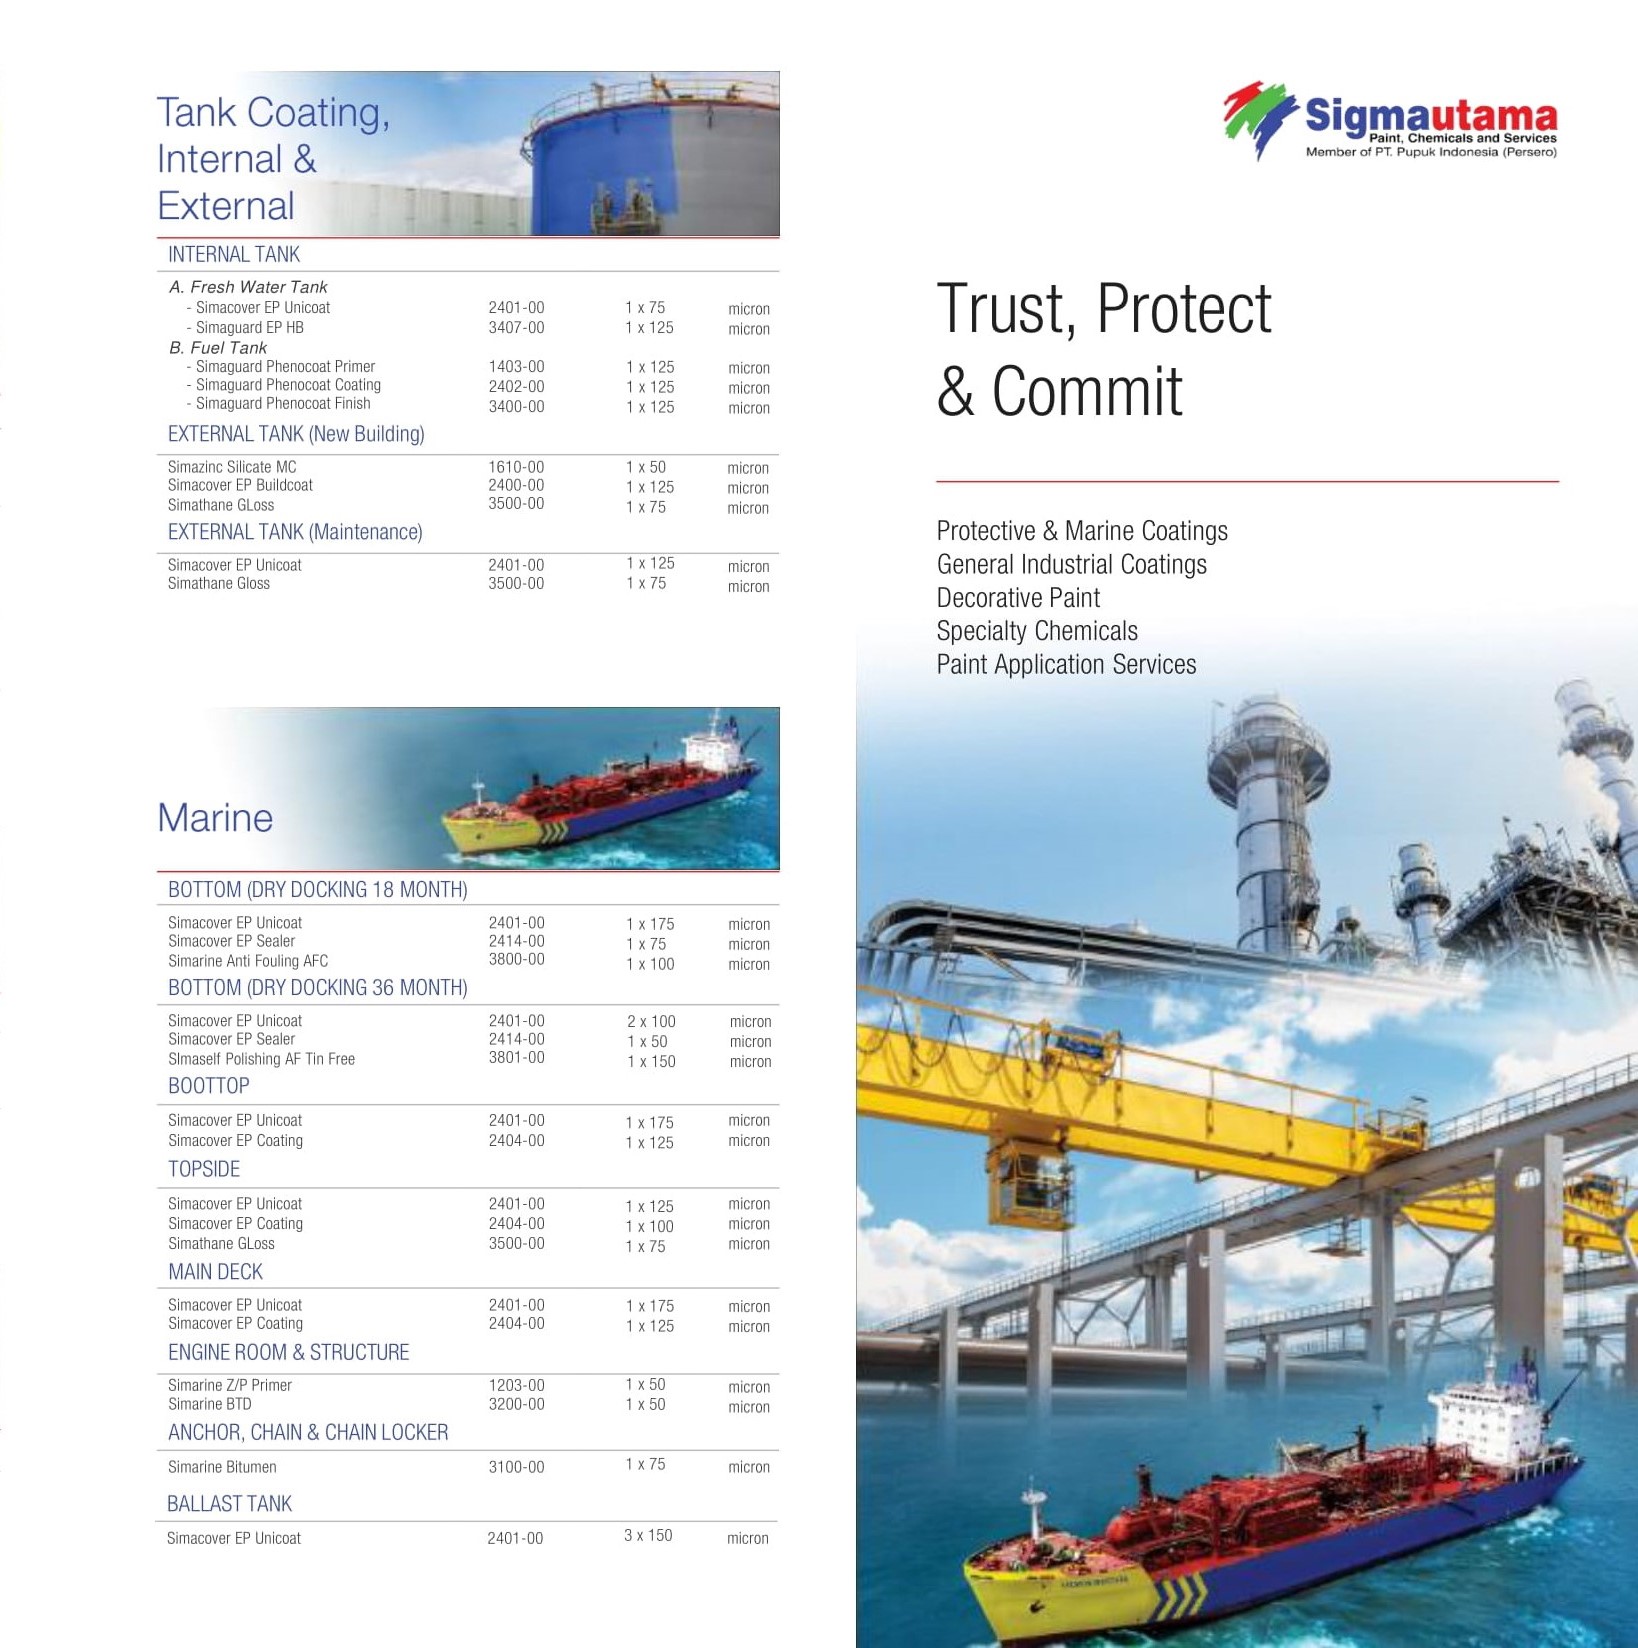 Tank Coating,
Internal &
External
INTERNAL TANK
A. Fresh Water Tank
- Simacover EP Unicoat 2401-00 1 x 75 micron
- Simaguard EP HB 3407-00 1 x 125 micron
B. Fuel Tank
- Simaguard Phenocoat Primer 1403-00 1 x 125 micron
- Simaguard Phenocoat Coating 2402-00 1 x 125 micron
- Simaguard Phenocoat Finish 3400-00 1 x 125 micron
EXTERNAL TANK (New Building)
Simazinc Silicate MC 1610-00 1 x 50 micron
Simacover EP Buildcoat 2400-00 1 x 125 micron
Simathane GLoss 3500-00 1 x 75 micron
EXTERNAL TANK (Maintenance)
Simacover EP Unicoat 2401-00 1 x 125 micron
Simathane Gloss 3500-00 1 x 75 micron
Marine
BOTTOM (DRY DOCKING 18 MONTH)
Simacover EP Unicoat 2401-00 1 x 175 micron
Simacover EP Sealer 2414-00 1 x 75 micron
Simarine Anti Fouling AFC 3800-00 1 x 100 micron
BOTTOM (DRY DOCKING 36 MONTH)
Simacover EP Unicoat 2401-00 2 x 100 micron
Simacover EP Sealer 2414-00 1 x 50 micron
SImaself Polishing AF Tin Free 3801-00 1 x 150 micron
BOOTTOP
Simacover EP Unicoat 2401-00 1 x 175 micron
Simacover EP Coating 2404-00 1 x 125 micron
TOPSIDE
Simacover EP Unicoat 2401-00 1 x 125 micron
Simacover EP Coating 2404-00 1 x 100 micron
Simathane GLoss 3500-00 1 x 75 micron
MAIN DECK
Simacover EP Unicoat 2401-00 1 x 175 micron
Simacover EP Coating 2404-00 1 x 125 micron
ENGINE ROOM & STRUCTURE
Simarine Z/P Primer 1203-00 1 x 50 micron
Simarine BTD 3200-00 1 x 50 micron
ANCHOR, CHAIN & CHAIN LOCKER
Simarine Bitumen 3100-00 1 x 75 micron
BALLAST TANK
Simacover EP Unicoat 2401-00 3 x 150 micron
Sigmautama
Paint, Chemicals and Services
Member of PT. Pupuk Indonesia (Persero)
Trust, Protect
& Commit
Protective & Marine Coatings
General Industrial Coatings
Decorative Paint
Specialty Chemicals
Paint Application Services